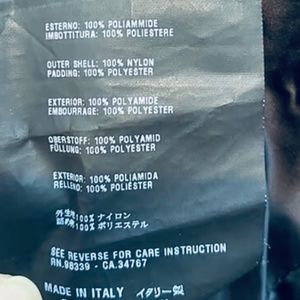 ESTERNO: 100% POLIAMMIDE
IMBOTTITURA: 100% POLIESTERE
OUTER SHELL: 100% NYLON
PADDING: 100% POLYESTER
EXTERIOR: 100% POLYAMIDE
EMBOURRAGE: 100% POLYESTER
OBERSTOFF: 100% POLYAMID
FÜLLUNG: 100% POLYESTER
EXTERIOR: 100% POLIAMIDA
RELLENO: 100% POLIÉSTER
外生地100% ナイロン
詰め物100% ポリエステル
SEE REVERSE FOR CARE INSTRUCTION
RN.98339 - CA.34767
MADE IN ITALY イタリー製